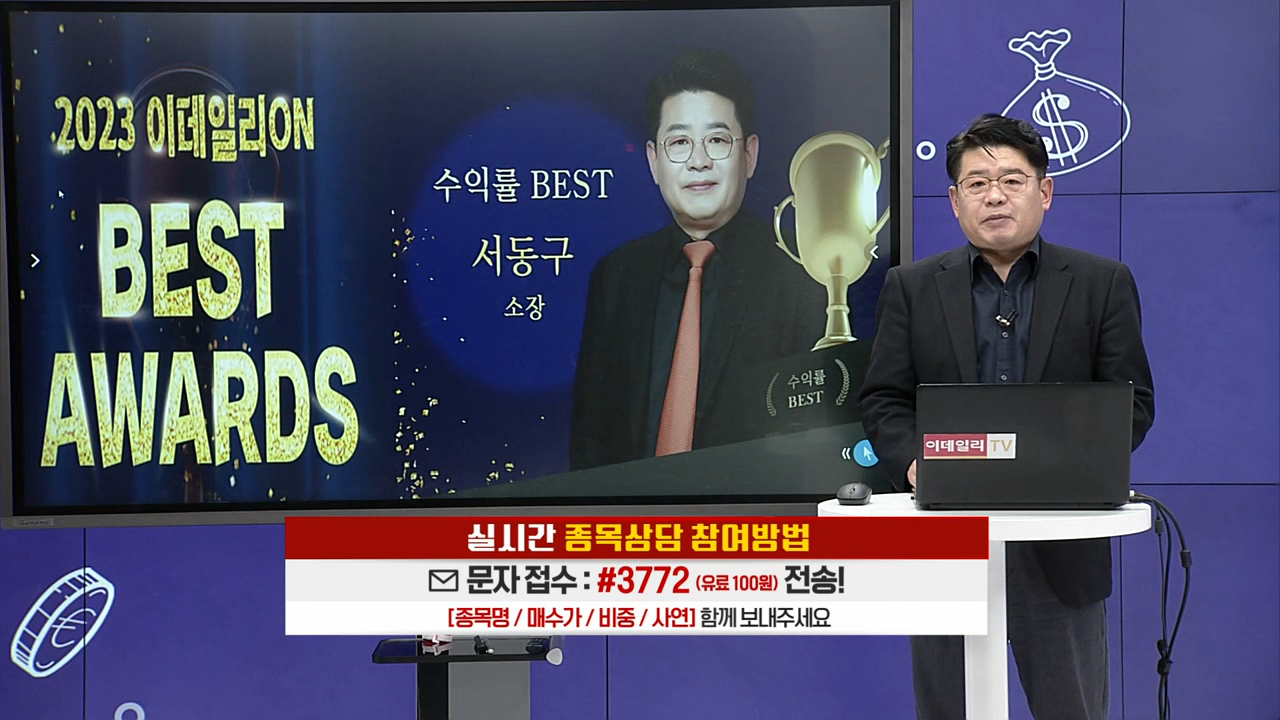 2023 이데일리ON
BEST
AWARDS
수익률 BEST
서동구
소장
수익률
BEST
이데일리 TV
실시간 종목상담 참여방법
문자 접수 : #3772 (유료 100원) 전송!
[종목명 / 매수가 / 비중 / 사연] 함께 보내주세요